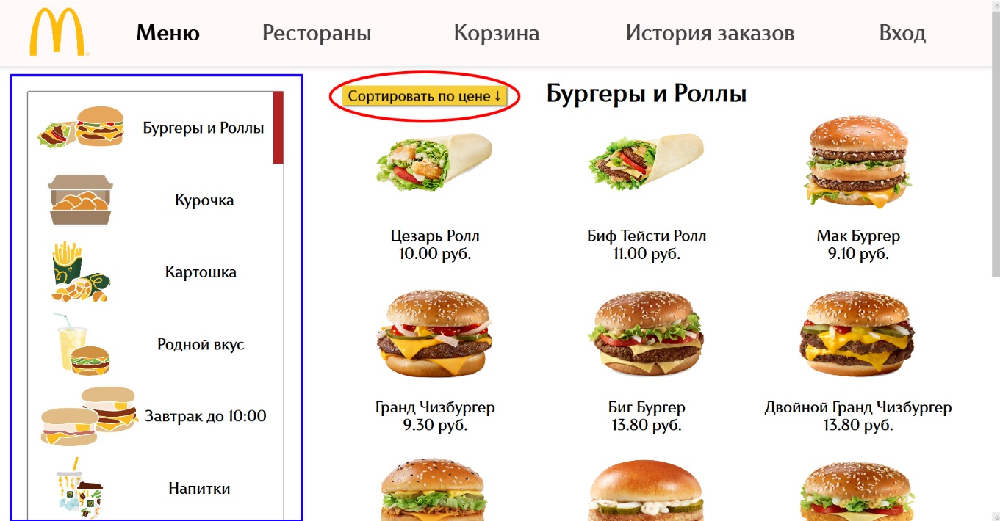 Меню
Рестораны
Корзина
История заказов
Вход
Бургеры и Роллы
Курочка
Картошка
Родной вкус
Завтрак до 10:00
Напитки
Сортировать по цене ↓
Бургеры и Роллы
Цезарь Ролл
10.00 руб.
Биф Тейсти Ролл
11.00 руб.
Мак Бургер
9.10 руб.
Гранд Чизбургер
9.30 руб.
Биг Бургер
13.80 руб.
Двойной Гранд Чизбургер
13.80 руб.